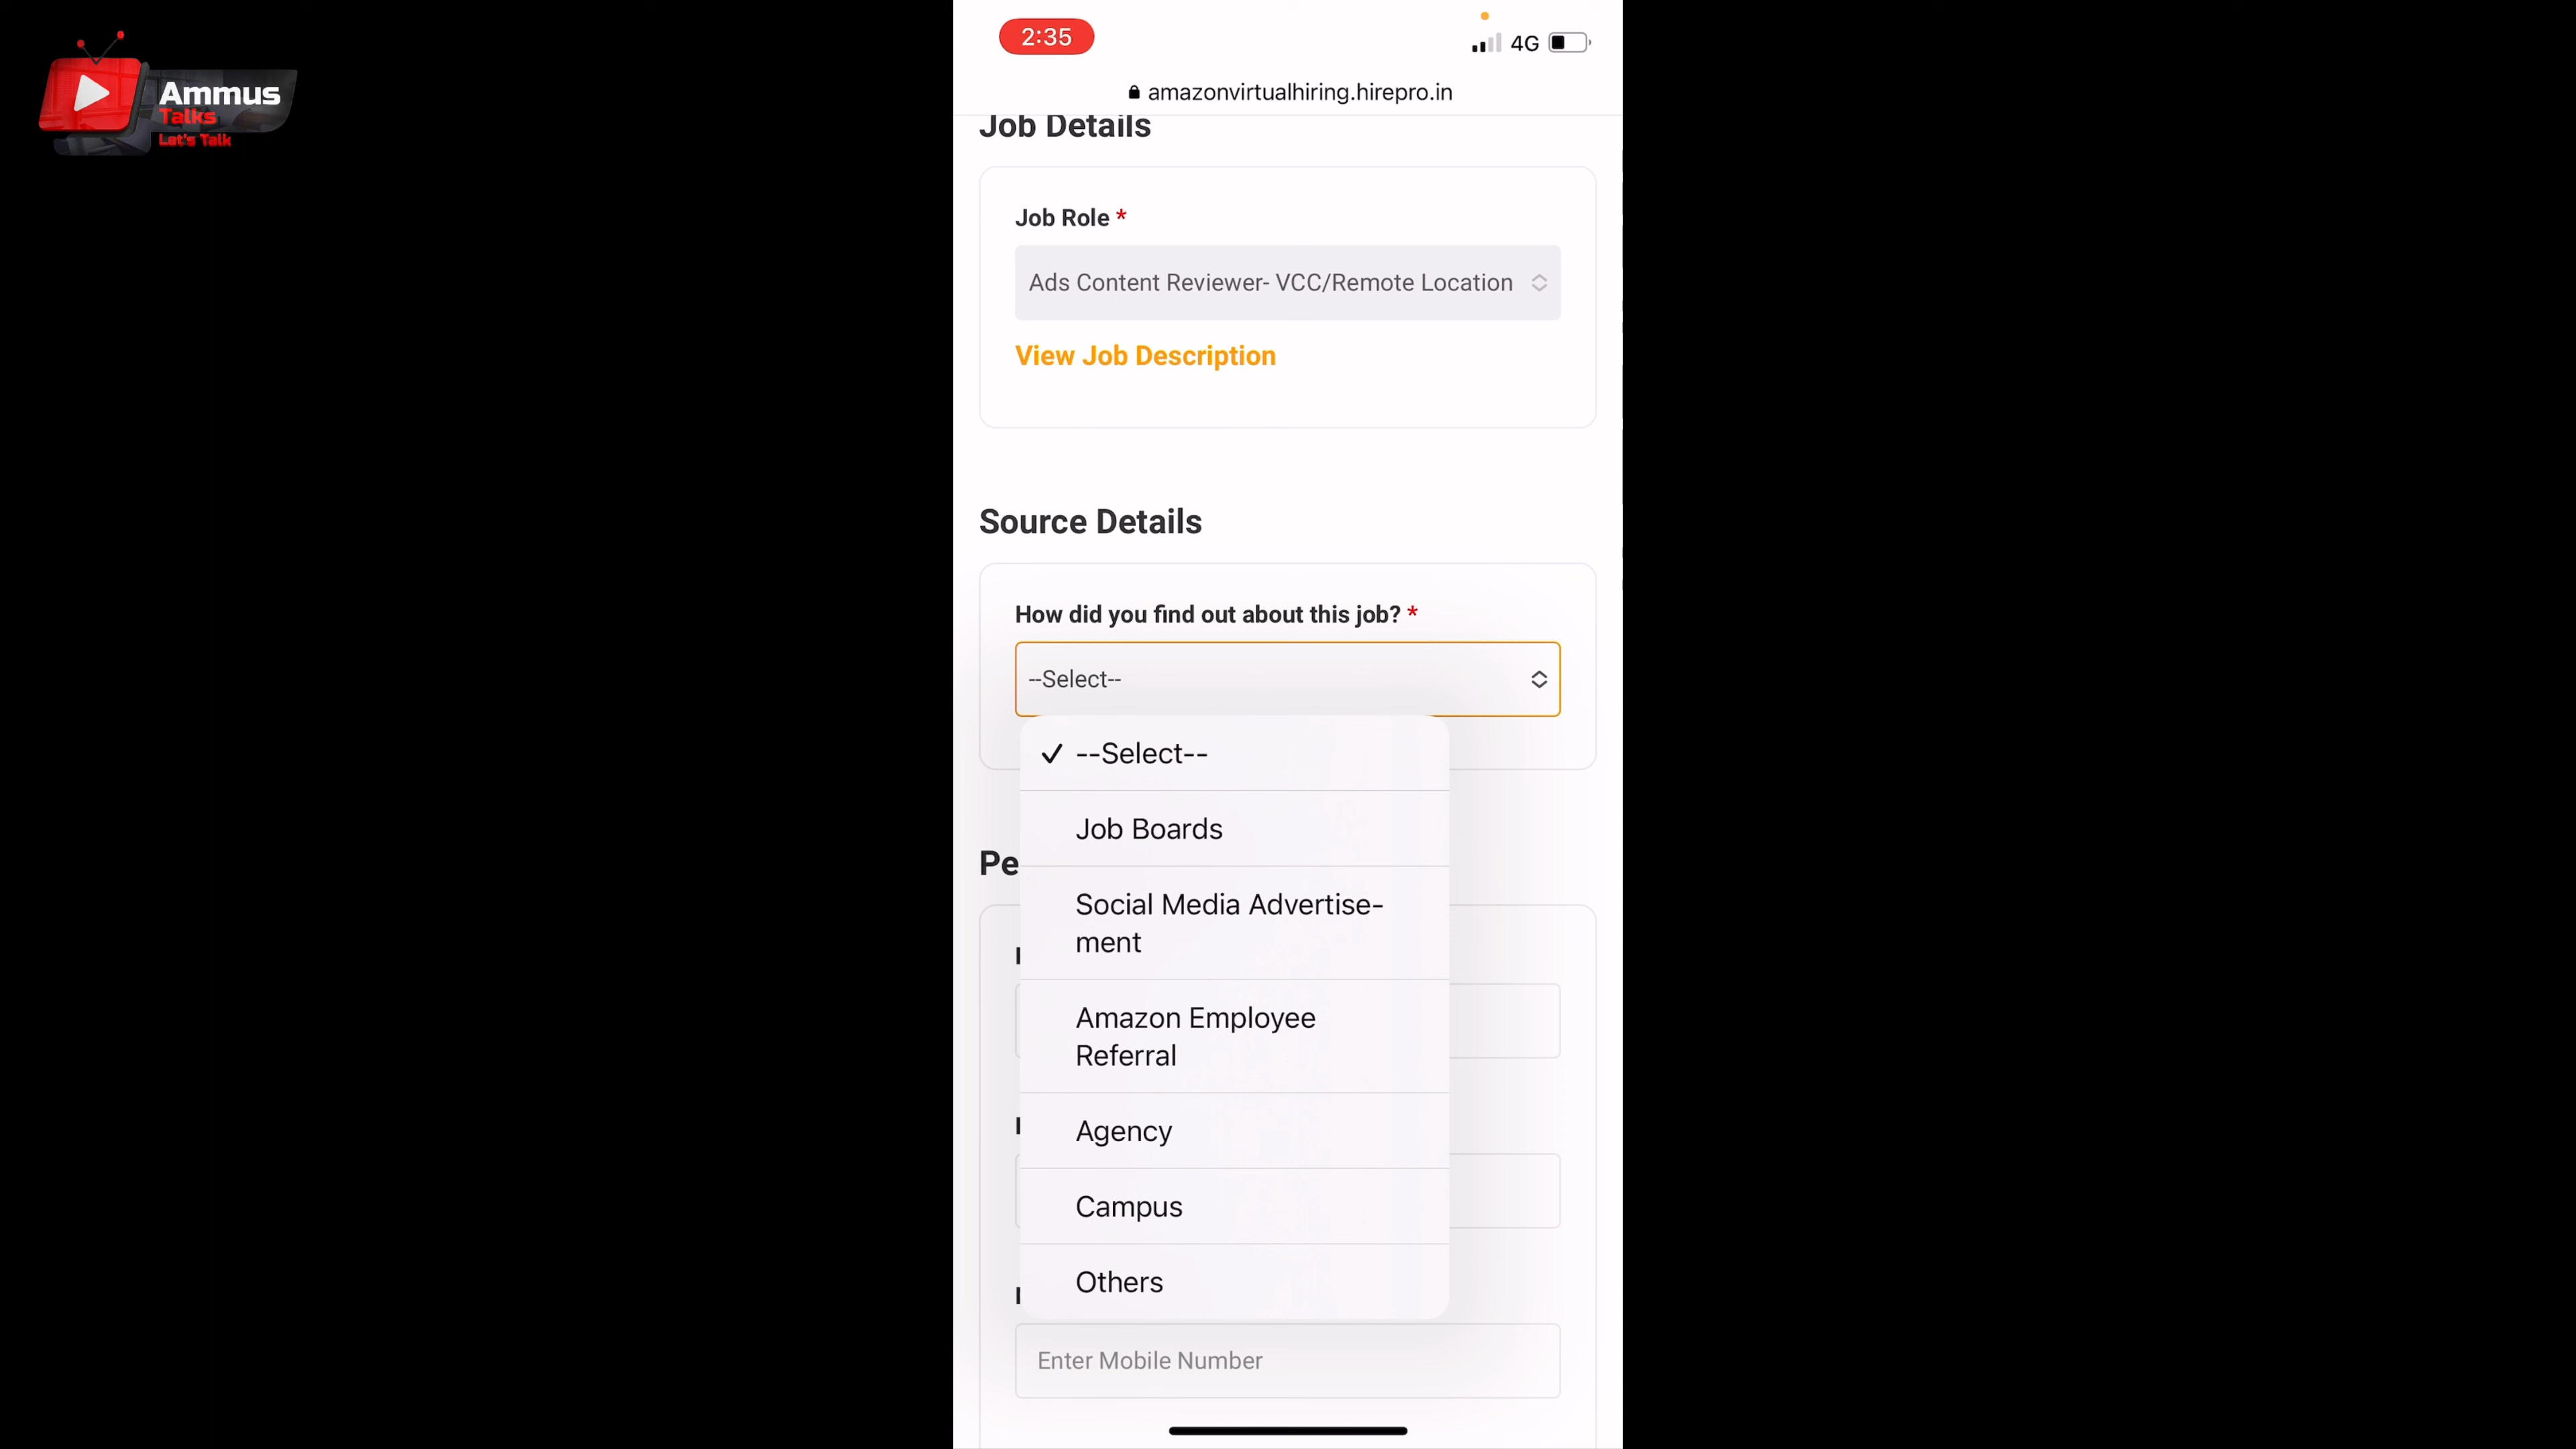 Ammus
Talks
Let's Talk
2:35
4G
amazonvirtualhiring.hirepro.in
Job Details
Job Role *
Ads Content Reviewer- VCC/Remote Location
View Job Description
Source Details
How did you find out about this job? *
--Select--
✓ --Select--
Job Boards
Pe
Social Media Advertise-
ment
Amazon Employee
Referral
Agency
Campus
Others
Enter Mobile Number